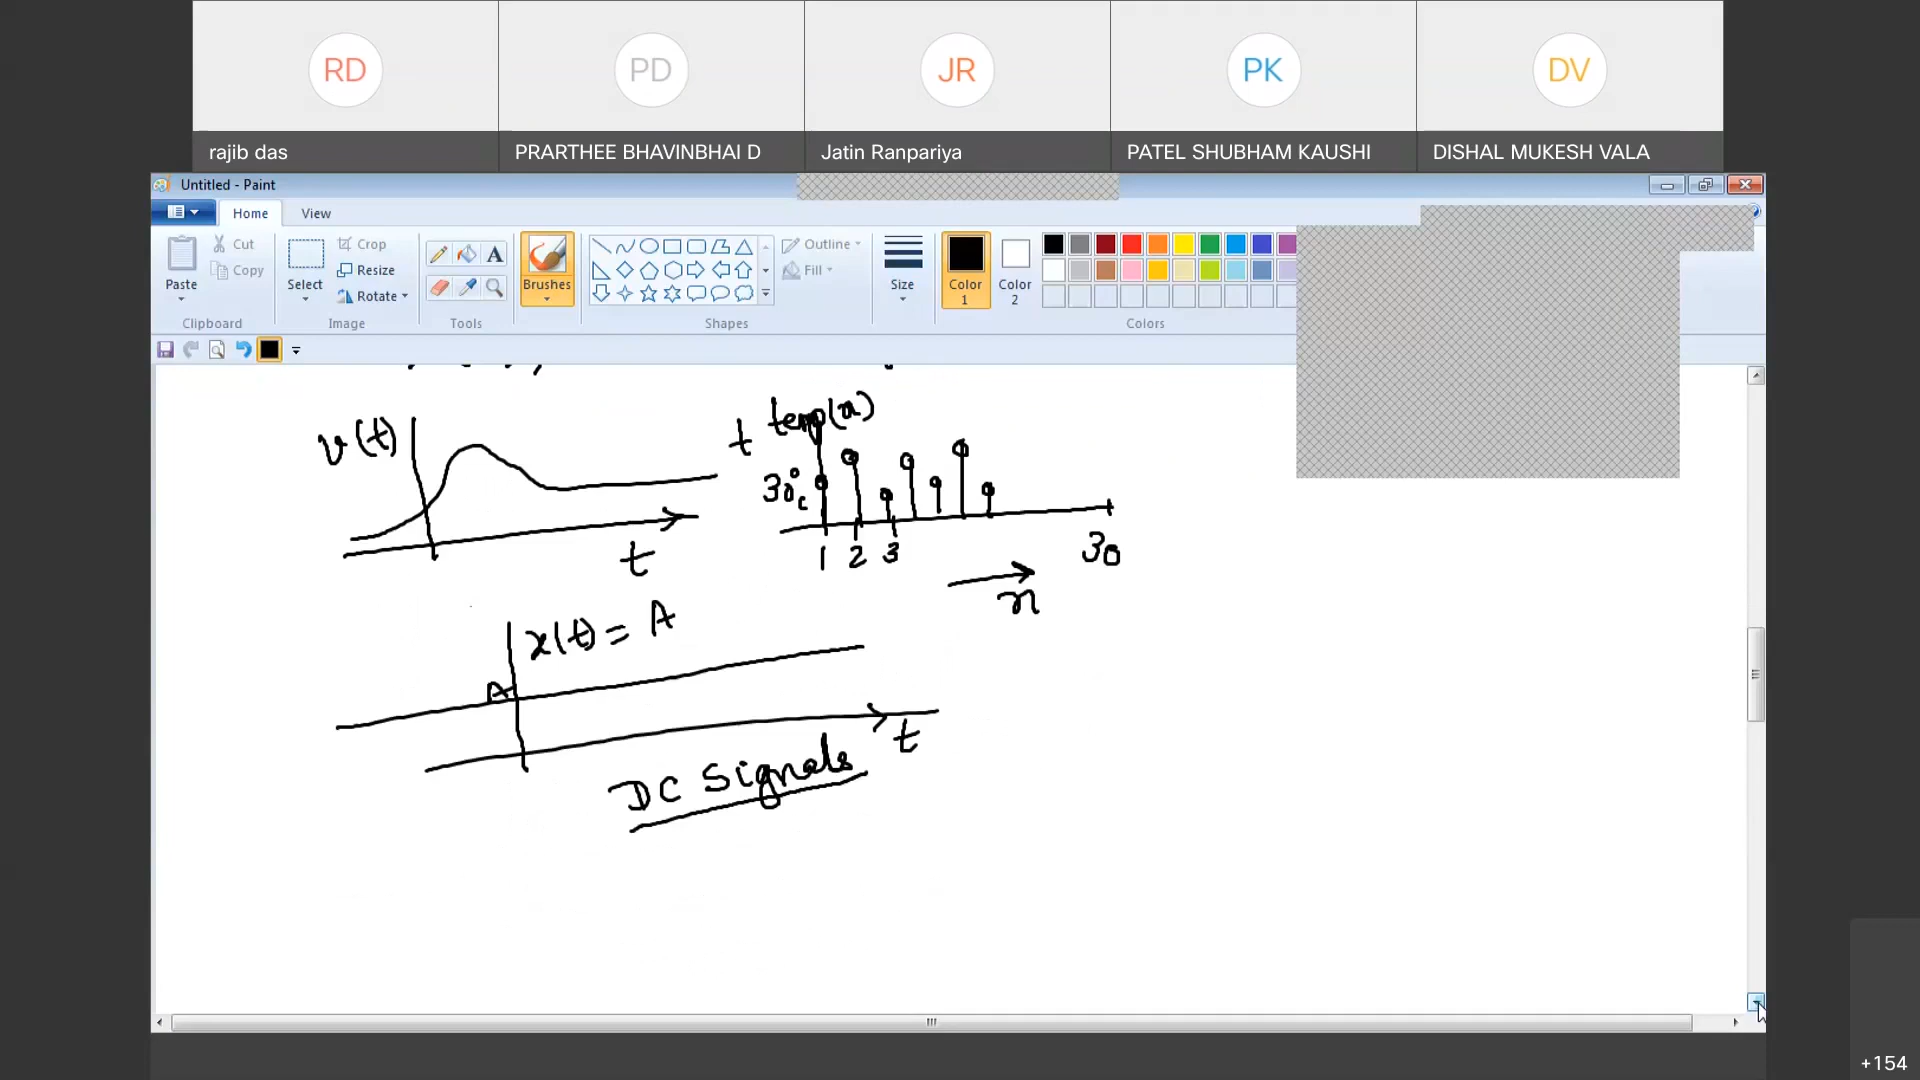 RD
PD
JR
PK
DV
rajib das
PRARTHEE BHAVINBHAI D
Jatin Ranpariya
PATEL SHUBHAM KAUSHI
DISHAL MUKESH VALA
Untitled - Paint
Home
View
Paste
Cut
Copy
Clipboard
Select
Crop
Resize
Rotate
Image
A
Tools
Brushes
Shapes
Outline
Fill
Size
Color 1
Color 2
Colors
v(t)
t
t temp(n)
30°c
1 2 3
30
n
x(t) = A
A
t
DC Signals
+154